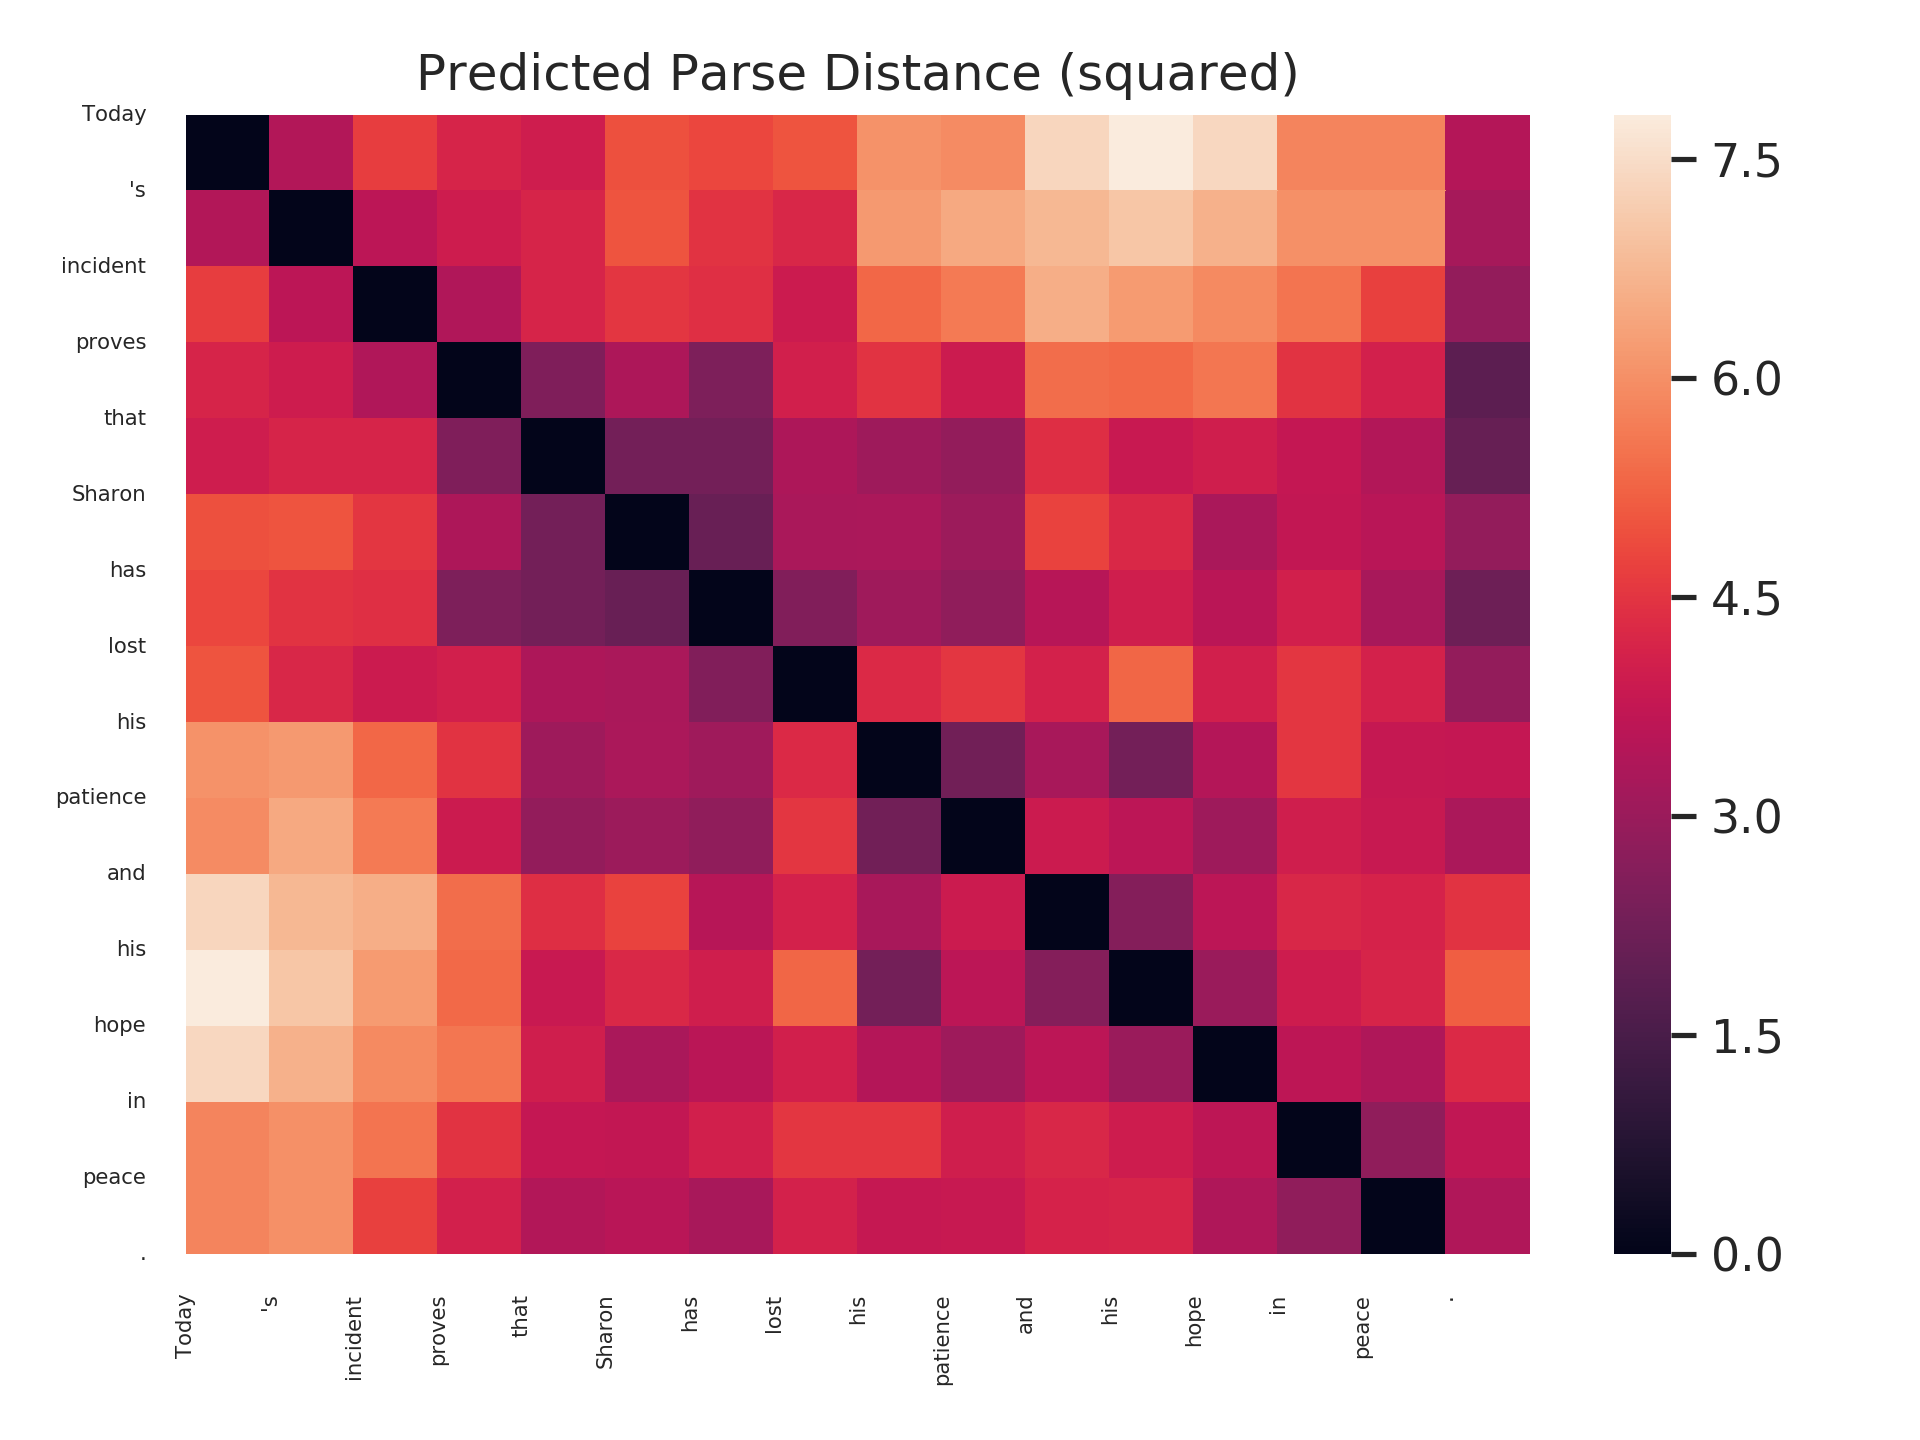 Predicted Parse Distance (squared)
Today
's
incident
proves
that
Sharon
has
lost
his
patience
and
his
hope
in
peace
.
Today
's
incident
proves
that
Sharon
has
lost
his
patience
and
his
hope
in
peace
.
7.5
6.0
4.5
3.0
1.5
0.0